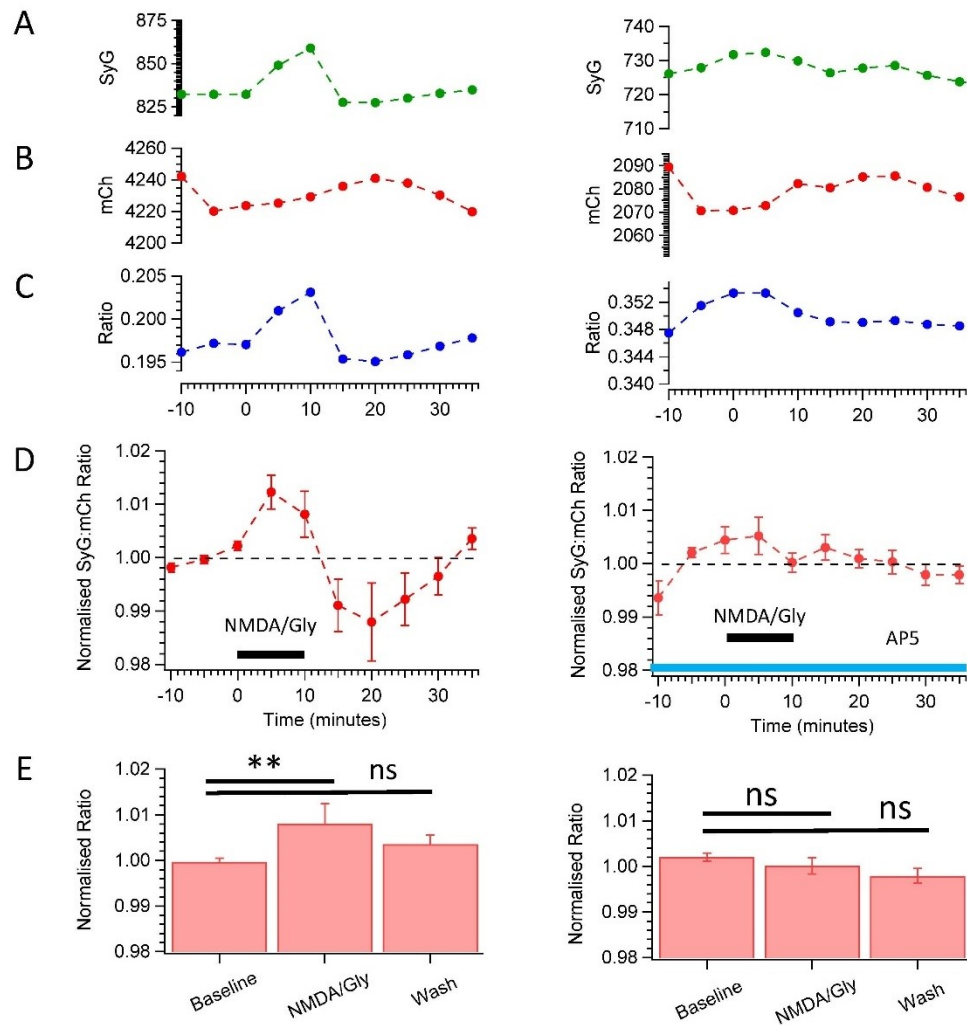 A
SyG
875
850
825
SyG
730
720
710
B
mCh
4260
4240
4220
4200
mCh
2090
2080
2070
2060
C
Ratio
0.205
0.200
0.195
-10 0 10 20 30
Ratio
0.352
0.348
0.344
0.340
-10 0 10 20 30
D
Normalised SyG:mCh Ratio
1.02
1.01
1.00
0.99
0.98
NMDA/Gly
-10 0 10 20 30
Time (minutes)
Normalised SyG:mCh Ratio
1.02
1.01
1.00
0.99
0.98
NMDA/Gly
AP5
-10 0 10 20 30
Time (minutes)
E
Normalised Ratio
1.02
1.01
1.00
0.99
0.98
** ns
Baseline NMDA/Gly Wash
Normalised Ratio
1.02
1.01
1.00
0.99
0.98
ns ns
Baseline NMDA/Gly Wash